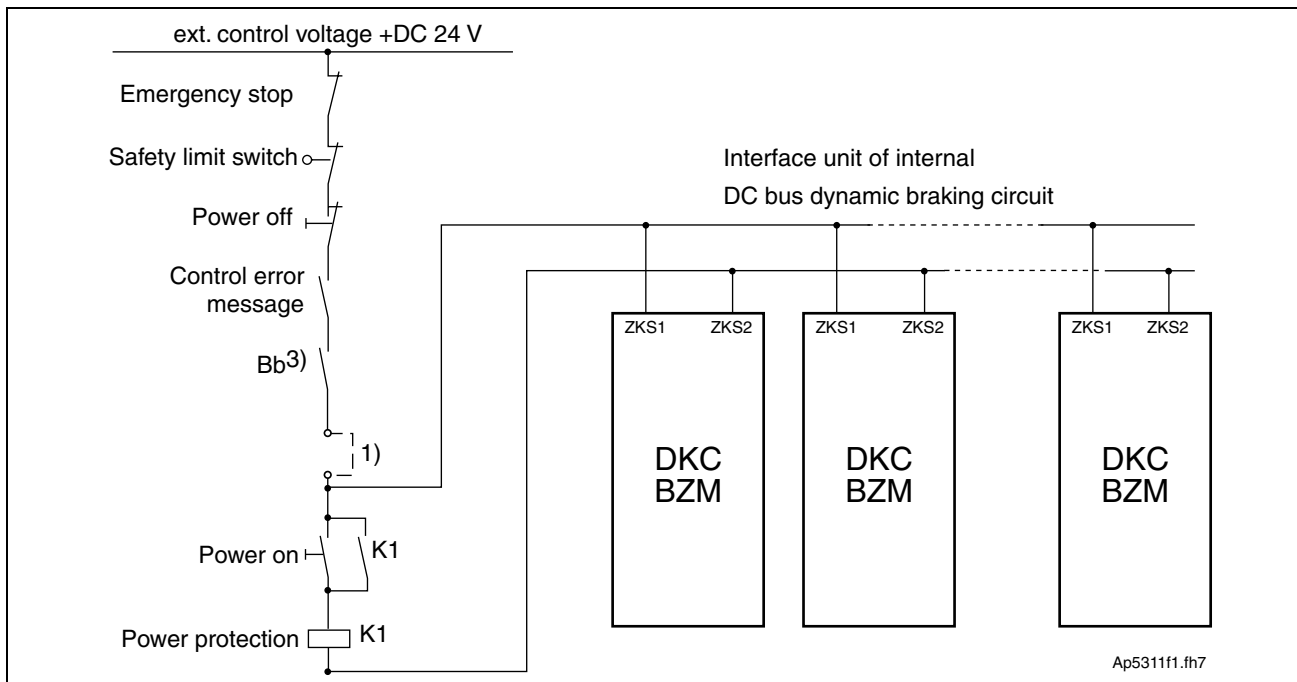 ext. control voltage +DC 24 V
Emergency stop
Safety limit switch
Power off
Control error
message
Bb3)
1)
Power on
K1
Power protection
K1
Interface unit of internal
DC bus dynamic braking circuit
ZKS1 ZKS2
DKC
BZM
ZKS1 ZKS2
DKC
BZM
ZKS1 ZKS2
DKC
BZM
Ap5311f1.fh7